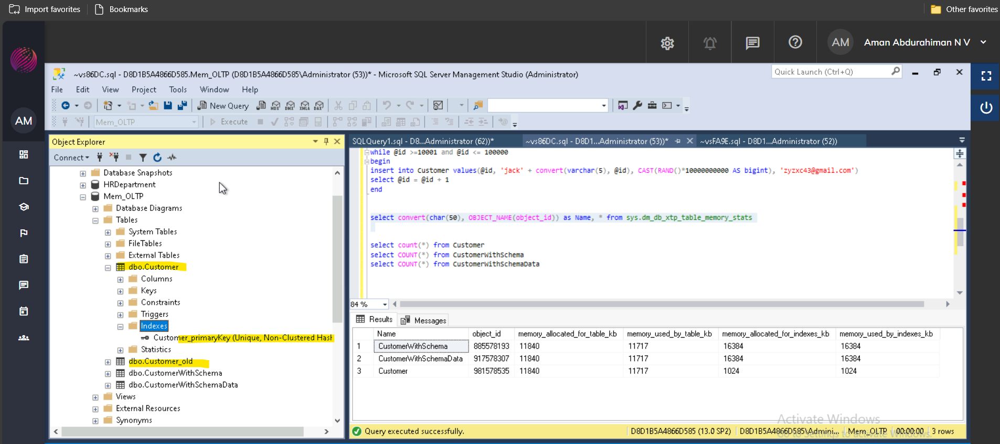 Import favorites
Bookmarks
Other favorites
AM
Aman Abdurahiman N V
~vs86DC.sql - D8D1B5A4866D585.Mem_OLTP (D8D1B5A4866D585\Administrator (53))* - Microsoft SQL Server Management Studio (Administrator)
Quick Launch (Ctrl+Q)
File Edit View Project Tools Window Help
New Query MDX DMX XMLA DAX
Mem_OLTP
Execute
AM
Object Explorer
Connect
Database Snapshots
HRDepartment
Mem_OLTP
Database Diagrams
Tables
System Tables
FileTables
External Tables
dbo.Customer
Columns
Keys
Constraints
Triggers
Indexes
Customer_primaryKey (Unique, Non-Clustered Hash
Statistics
dbo.Customer_old
dbo.CustomerWithSchema
dbo.CustomerWithSchemaData
Views
External Resources
Synonyms
SQLQuery1.sql - D8...Administrator (62))*
~vs86DC.sql - D8D1...Administrator (53))*
~vsFA9E.sql - D8D1...Administrator (52))
while @id >=10001 and @id <= 100000
begin
insert into Customer values(@id, 'jack' + convert(varchar(5), @id), CAST(RAND()*10000000000 AS bigint), 'zyzxc43@gmail.com')
select @id = @id + 1
end
select convert(char(50), OBJECT_NAME(object_id)) as Name, * from sys.dm_db_xtp_table_memory_stats
select count(*) from Customer
select COUNT(*) from CustomerWithSchema
select COUNT(*) from CustomerWithSchemaData
84 %
Results
Messages
Name object_id memory_allocated_for_table_kb memory_used_by_table_kb memory_allocated_for_indexes_kb memory_used_by_indexes_kb
1 CustomerWithSchema 885578193 11840 11717 16384 16384
2 CustomerWithSchemaData 917578307 11840 11717 16384 16384
3 Customer 981578535 11840 11717 1024 1024
Activate Windows
Go to Settings to activate Windows.
Query executed successfully.
D8D1B5A4866D585 (13.0 SP2)
D8D1B5A4866D585\Admini...
Mem_OLTP
00:00:00
3 rows